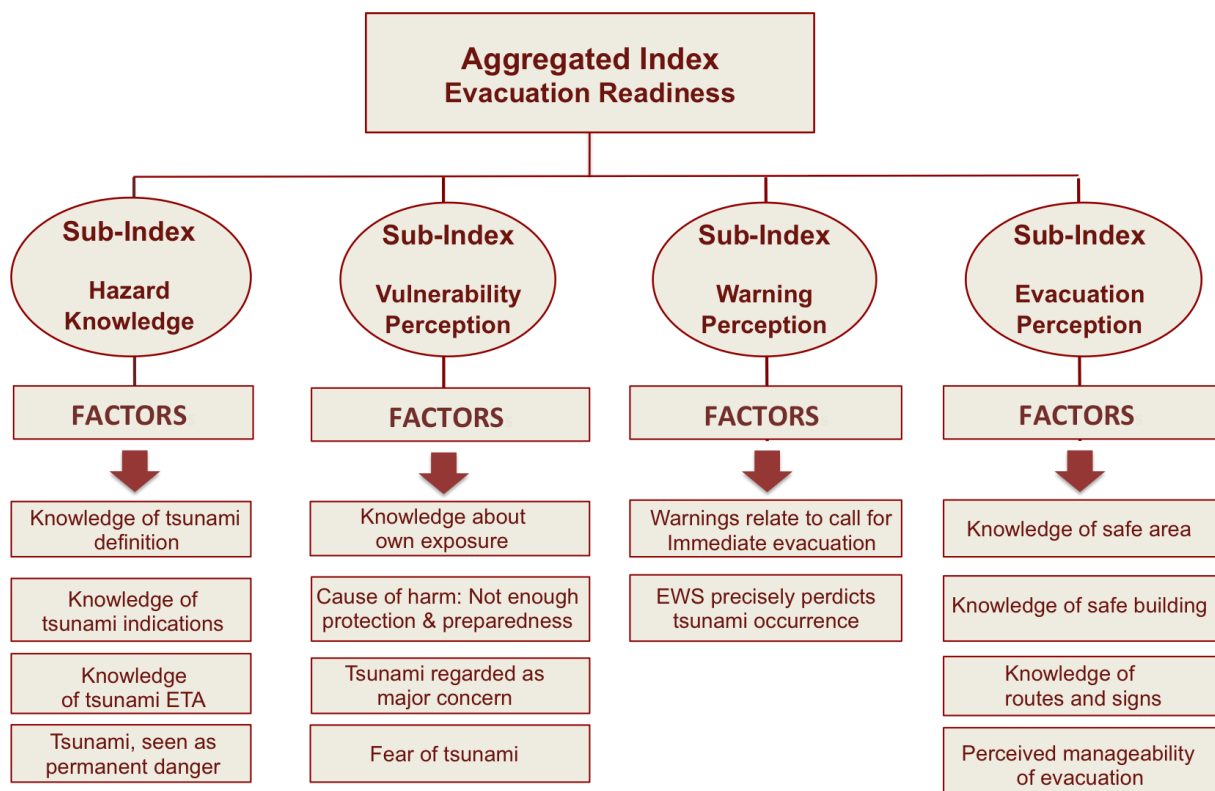 Aggregated Index
Evacuation Readiness
Sub-Index
Hazard
Knowledge
Sub-Index
Vulnerability
Perception
Sub-Index
Warning
Perception
Sub-Index
Evacuation
Perception
FACTORS
FACTORS
FACTORS
FACTORS
Knowledge of tsunami
definition
Knowledge of
tsunami indications
Knowledge
of tsunami ETA
Tsunami, seen as
permanent danger
Knowledge about
own exposure
Cause of harm: Not enough
protection & preparedness
Tsunami regarded as
major concern
Fear of tsunami
Warnings relate to call for
Immediate evacuation
EWS precisely perdicts
tsunami occurrence
Knowledge of safe area
Knowledge of safe building
Knowledge of
routes and signs
Perceived manageability
of evacuation